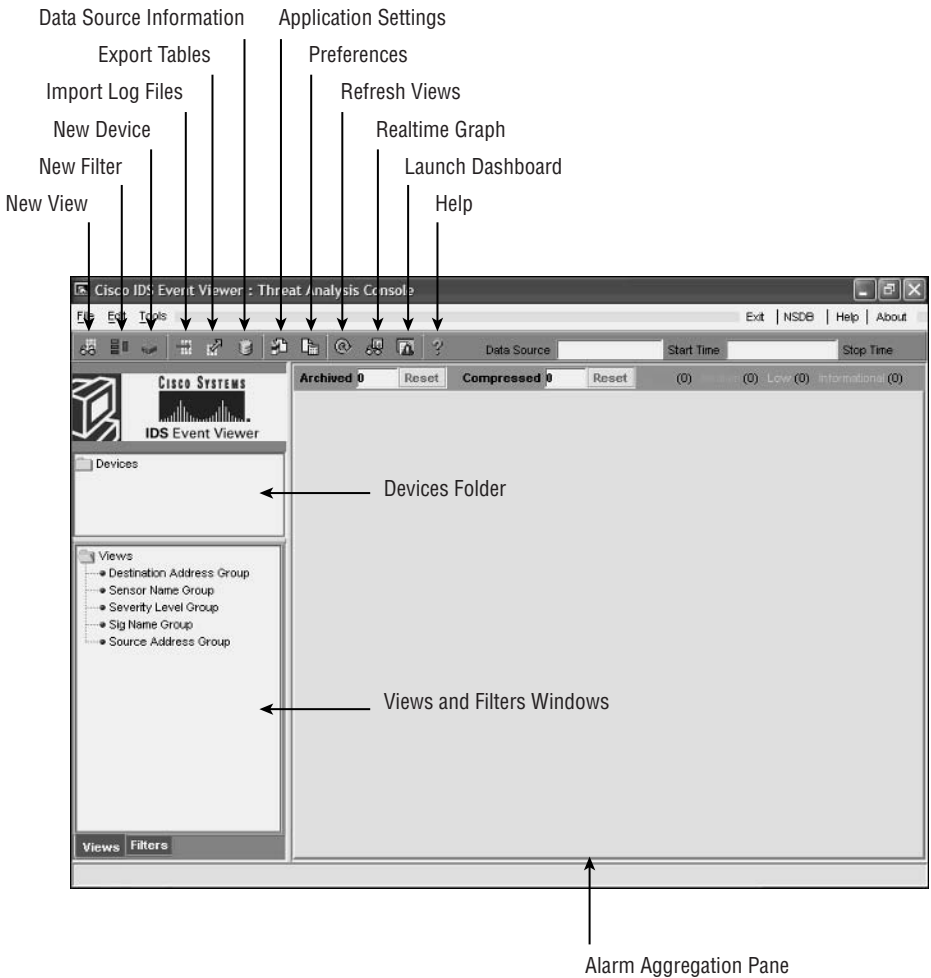 Data Source Information
Application Settings
Export Tables
Preferences
Import Log Files
Refresh Views
New Device
Realtime Graph
New Filter
Launch Dashboard
New View
Help
Cisco IDS Event Viewer : Threat Analysis Console
File Edit Tools
Exit | NSDB | Help | About
Data Source
Start Time
Stop Time
CISCO SYSTEMS
IDS Event Viewer
Archived 0 Reset Compressed 0 Reset (0) (0) Low (0) Informational (0)
Devices
Devices Folder
Views
Destination Address Group
Sensor Name Group
Severity Level Group
Sig Name Group
Source Address Group
Views and Filters Windows
Views Filters
Alarm Aggregation Pane